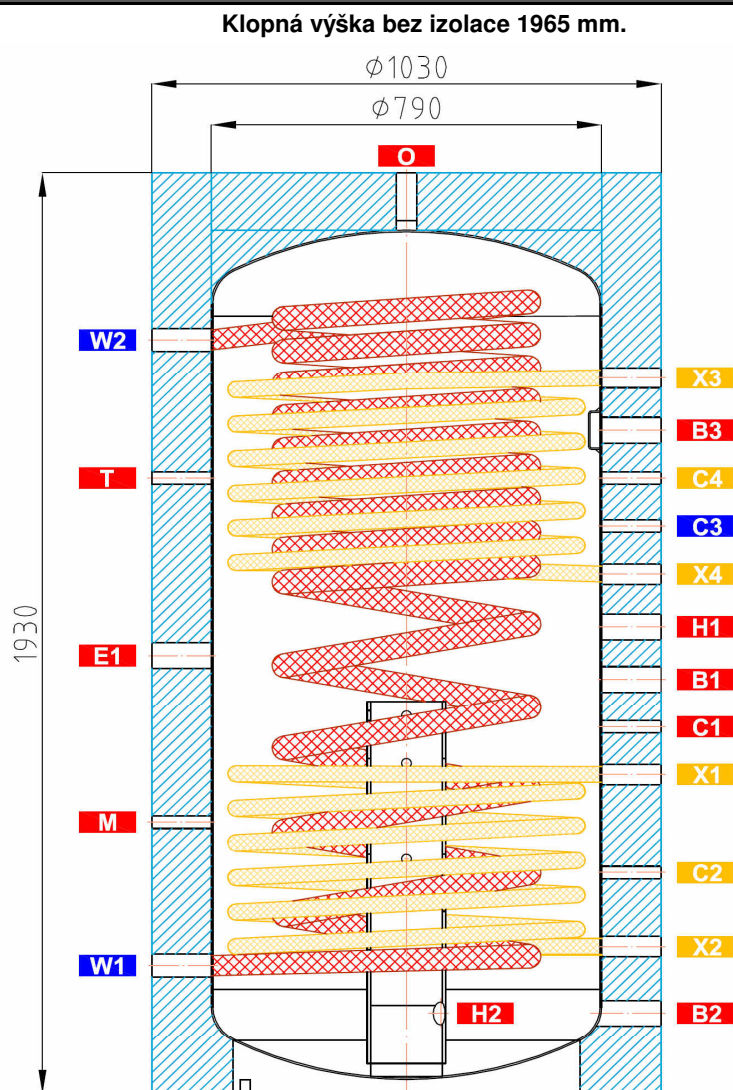 Klopná výška bez izolace 1965 mm.
⌀1030
⌀790
O
W2
X3
B3
T
C4
C3
X4
H1
1930
E1
B1
C1
X1
M
C2
X2
W1
H2
B2